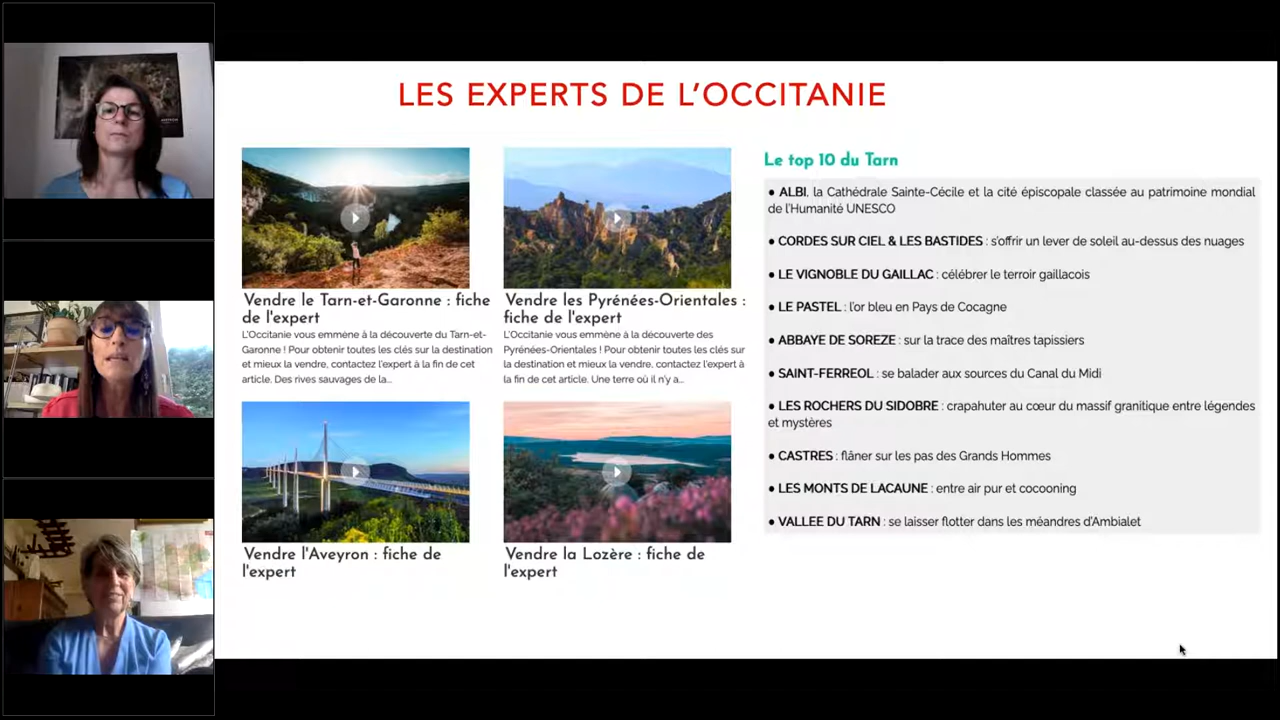 LES EXPERTS DE L'OCCITANIE
Vendre le Tarn-et-Garonne : fiche
de l'expert
L'Occitanie vous emmène à la découverte du Tarn-et-
Garonne ! Pour obtenir toutes les clés sur la destination
et mieux la vendre, contactez l'expert à la fin de cet
article. Des rives sauvages de la...
Vendre les Pyrénées-Orientales :
fiche de l'expert
L'Occitanie vous emmène à la découverte des
Pyrénées-Orientales ! Pour obtenir toutes les clés sur
la destination et mieux la vendre, contactez l'expert à
la fin de cet article. Une terre où il n'y a...
Vendre l'Aveyron : fiche de
l'expert
Vendre la Lozère : fiche de
l'expert
Le top 10 du Tarn
● ALBI, la Cathédrale Sainte-Cécile et la cité épiscopale classée au patrimoine mondial
de l'Humanité UNESCO
● CORDES SUR CIEL & LES BASTIDES : s'offrir un lever de soleil au-dessus des nuages
● LE VIGNOBLE DU GAILLAC : célébrer le terroir gaillacois
● LE PASTEL : l'or bleu en Pays de Cocagne
● ABBAYE DE SOREZE : sur la trace des maîtres tapissiers
● SAINT-FERREOL : se balader aux sources du Canal du Midi
● LES ROCHERS DU SIDOBRE : crapahuter au cœur du massif granitique entre légendes
et mystères
● CASTRES : flâner sur les pas des Grands Hommes
● LES MONTS DE LACAUNE : entre air pur et cocooning
● VALLEE DU TARN : se laisser flotter dans les méandres d'Ambialet